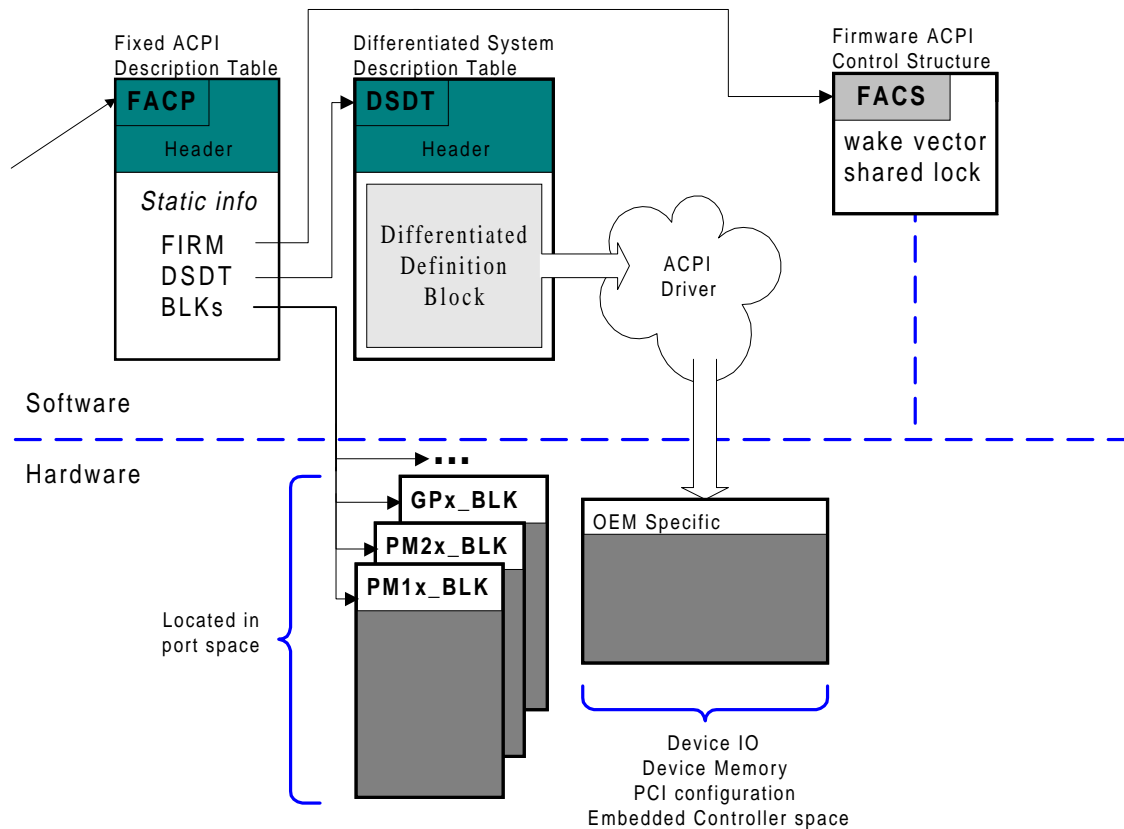 Fixed ACPI
Description Table
FACP
Header
Static info
FIRM
DSDT
BLKs
Differentiated System
Description Table
DSDT
Header
Differentiated
Definition
Block
ACPI
Driver
Firmware ACPI
Control Structure
FACS
wake vector
shared lock
Software
Hardware
...
GPx_BLK
PM2x_BLK
PM1x_BLK
Located in
port space
OEM Specific
Device IO
Device Memory
PCI configuration
Embedded Controller space